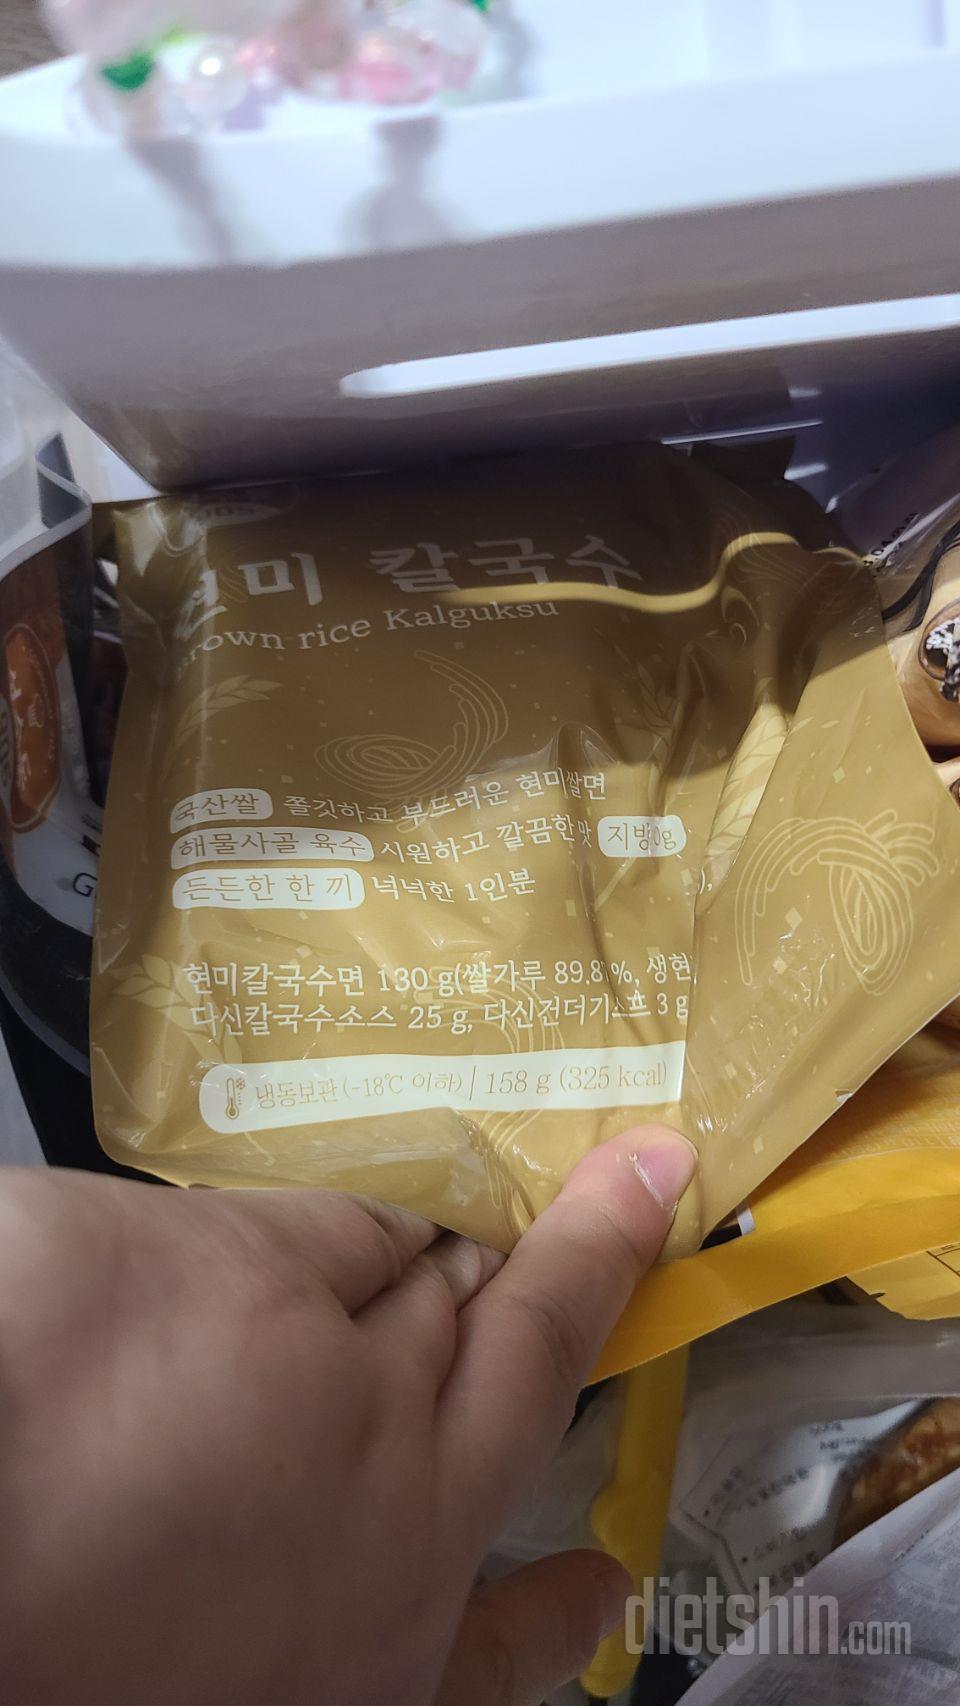 미 칼국수
rown rice Kalguksu
국산쌀 쫄깃하고 부드러운 현미쌀면
해물사골 육수 시원하고 깔끔한맛 지방0g
든든한 한 끼 넉넉한 1인분
현미칼국수면 130 g(쌀가루 89.8 %, 생현
다신칼국수소스 25 g, 다신건더기스프 3 g
냉동보관 (-18℃ 이하) | 158 g (325 kcal)
dietshin.com